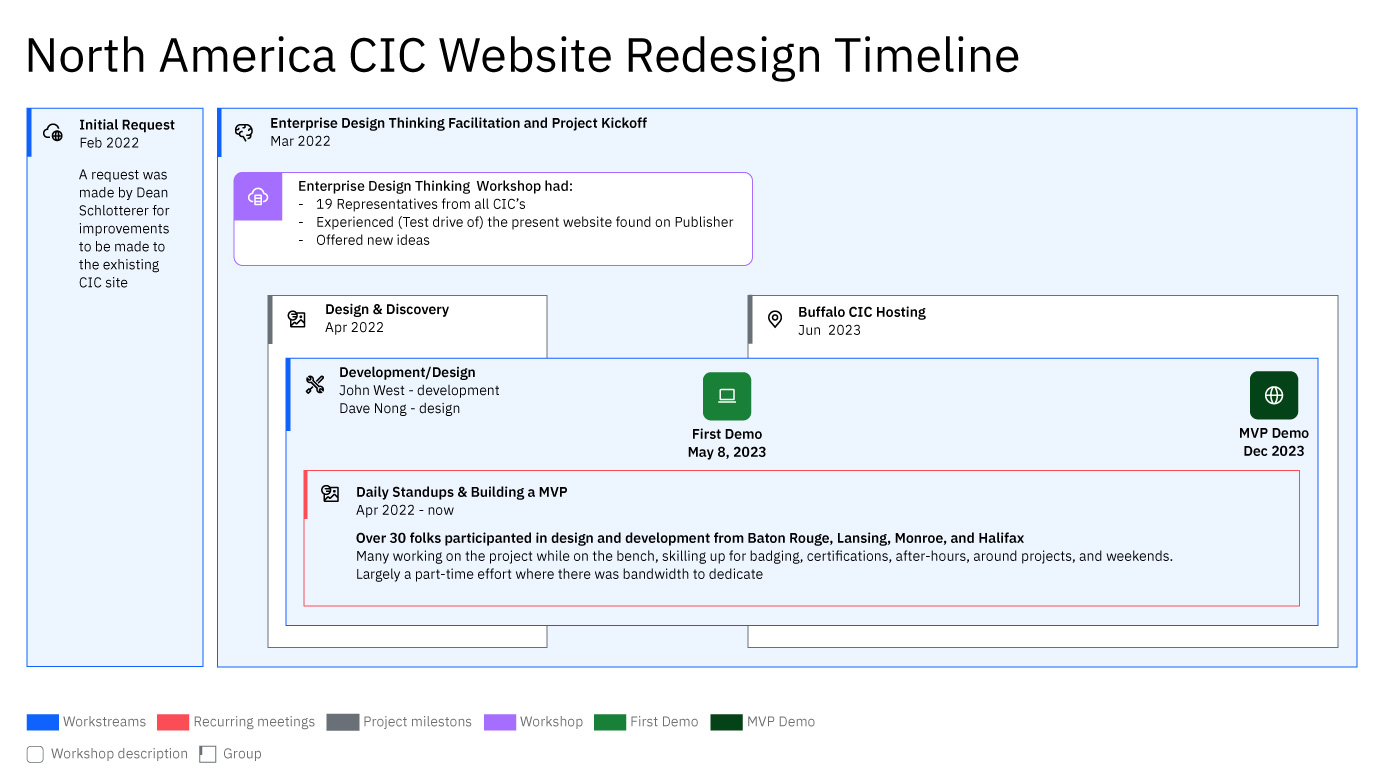 North America CIC Website Redesign Timeline
Initial Request
Feb 2022
A request was
made by Dean
Schlotterer for
improvements
to be made to
the exhisting
CIC site
Enterprise Design Thinking Facilitation and Project Kickoff
Mar 2022
Enterprise Design Thinking  Workshop had:
- 19 Representatives from all CIC’s
- Experienced (Test drive of) the present website found on Publisher
- Offered new ideas
Design & Discovery
Apr 2022
Buffalo CIC Hosting
Jun  2023
Development/Design
John West - development
Dave Nong - design
First Demo
May 8, 2023
MVP Demo
Dec 2023
Daily Standups & Building a MVP
Apr 2022 - now
Over 30 folks participanted in design and development from Baton Rouge, Lansing, Monroe, and Halifax
Many working on the project while on the bench, skilling up for badging, certifications, after-hours, around projects, and weekends.
Largely a part-time effort where there was bandwidth to dedicate
Workstreams Recurring meetings Project milestons Workshop First Demo MVP Demo
Workshop description Group